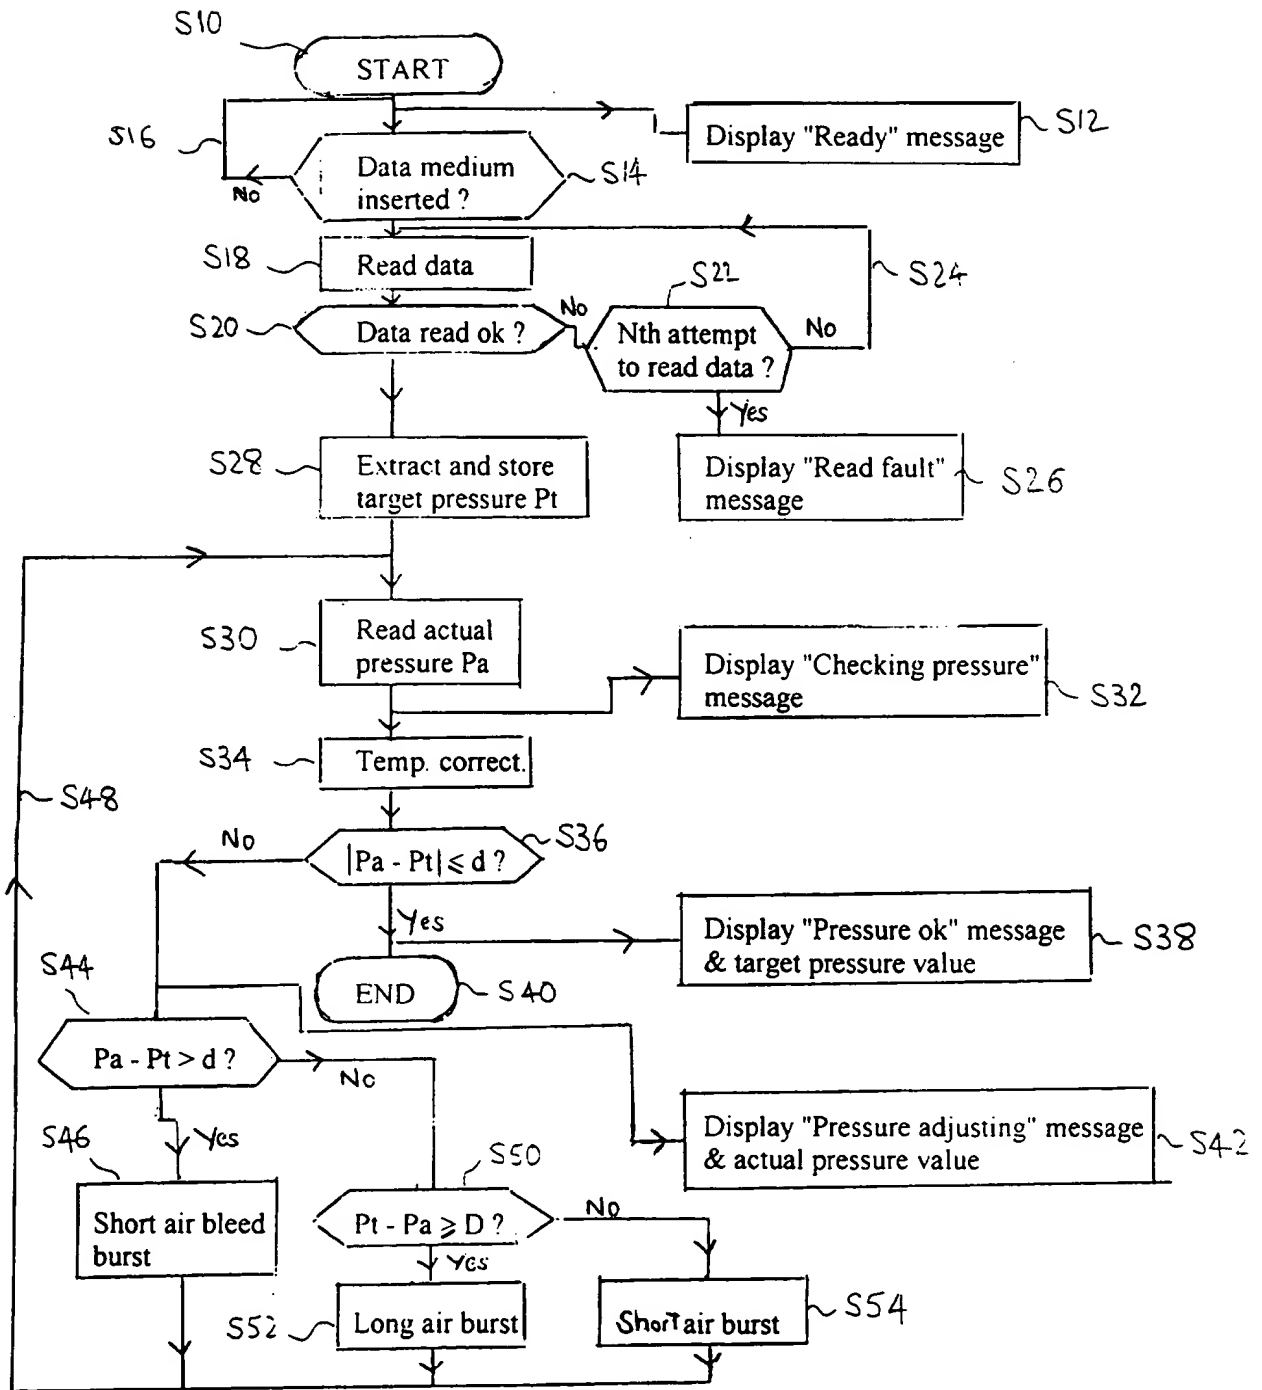 S10
START
S16
Display "Ready" message
S12
Data medium
inserted ?
S14
No
S18
Read data
S22
S24
S20
Data read ok ?
No
Nth attempt
to read data ?
No
Yes
S28
Extract and store
target pressure Pt
Display "Read fault"
message
S26
S30
Read actual
pressure Pa
Display "Checking pressure"
message
S32
S34
Temp. correct.
S48
No
|Pa - Pt| ⩽ d ?
S36
Yes
Display "Pressure ok" message
& target pressure value
S38
S44
END
S40
Pa - Pt > d ?
No
Display "Pressure adjusting" message
& actual pressure value
S42
S46
Yes
S50
Short air bleed
burst
Pt - Pa ⩾ D ?
No
Yes
S52
Long air burst
Short air burst
S54